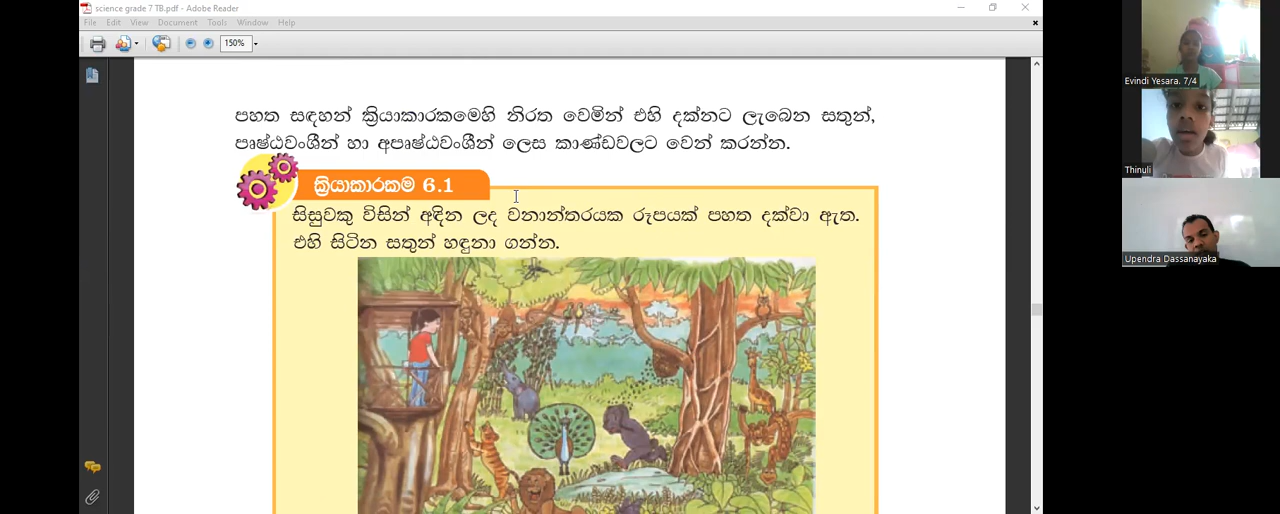 science grade 7 TB.pdf - Adobe Reader
File Edit View Document Tools Window Help
150%
පහත සඳහන් ක්‍රියාකාරකමෙහි නිරත වෙමින් එහි දක්නට ලැබෙන සතුන්,
පෘෂ්ඨවංශීන් හා අපෘෂ්ඨවංශීන් ලෙස කාණ්ඩවලට වෙන් කරන්න.
ක්‍රියාකාරකම 6.1
සිසුවකු විසින් අඳින ලද වනාන්තරයක රූපයක් පහත දක්වා ඇත.
එහි සිටින සතුන් හඳුනා ගන්න.
Evindi Yesara. 7/4
Thinuli
Upendra Dassanayaka